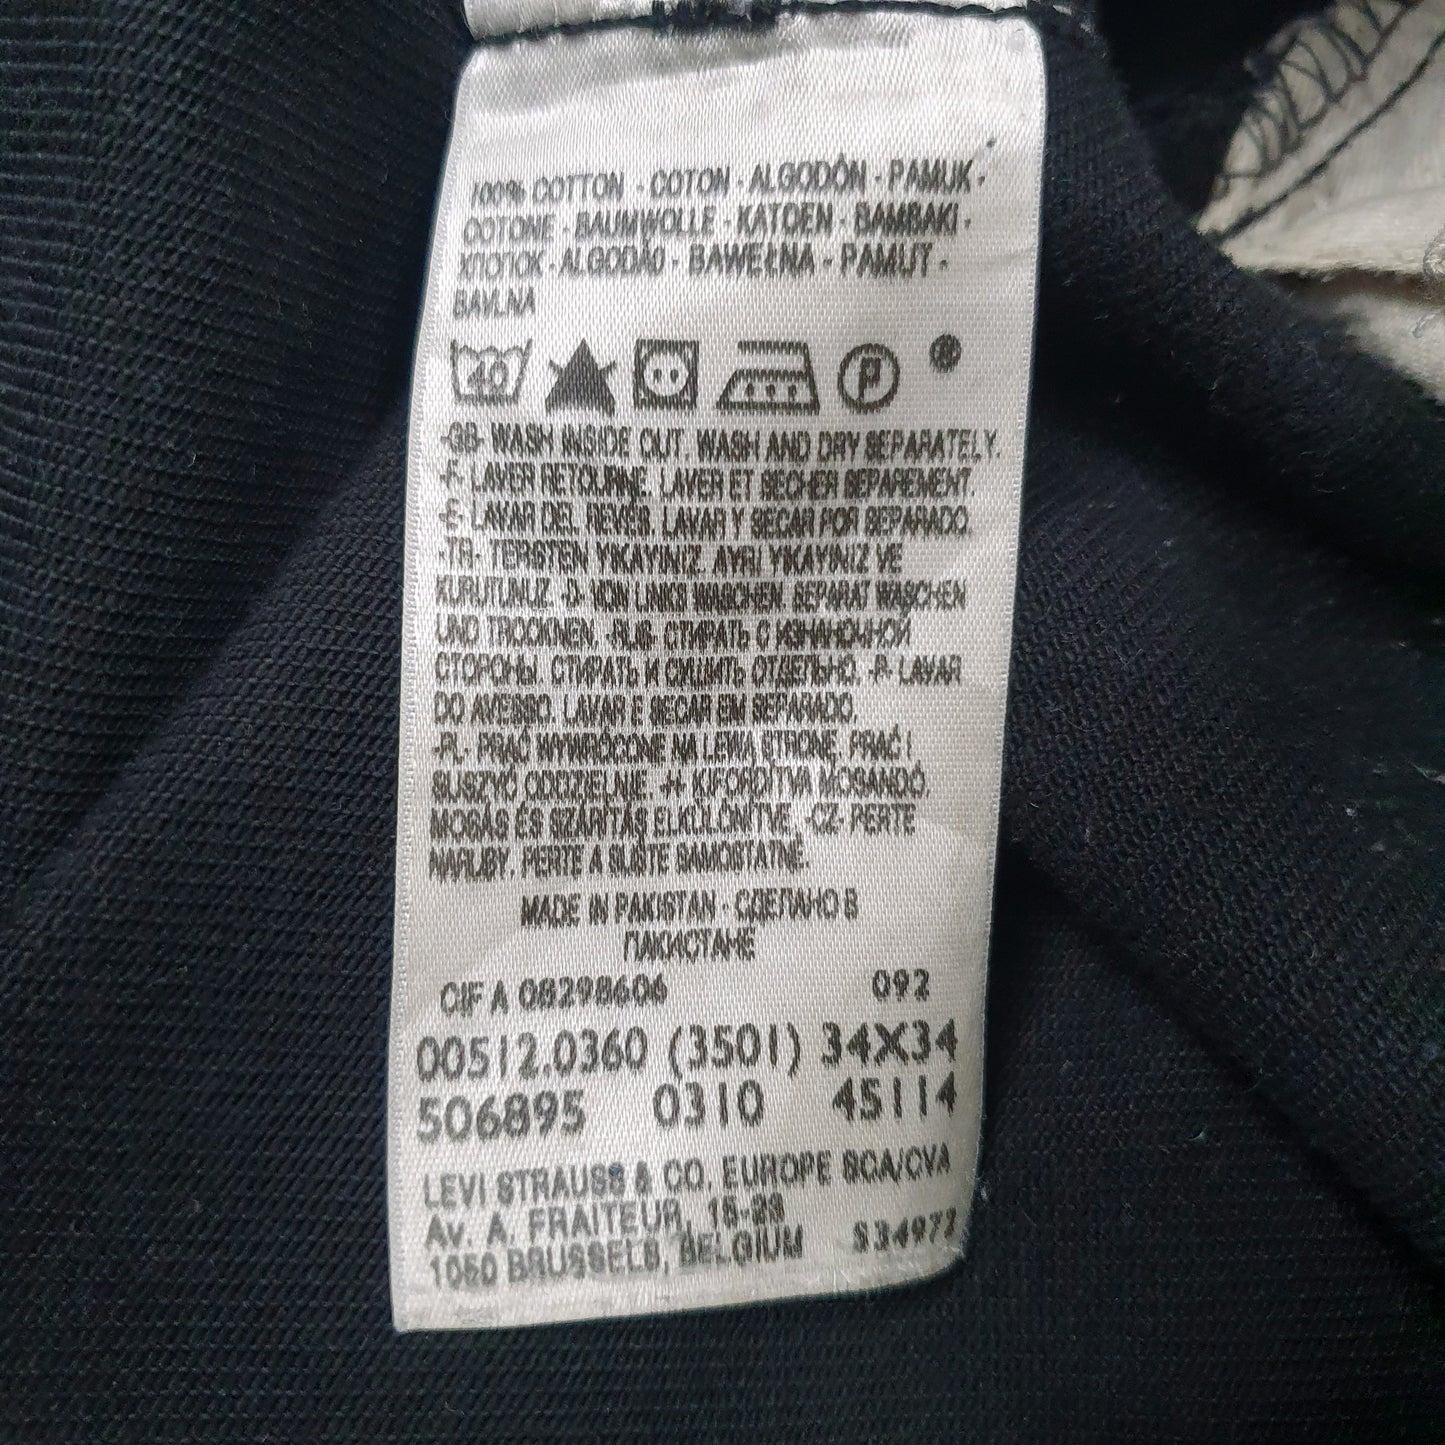 100% COTTON - COTON - ALGODÓN - PAMUK -
COTONE - BAUMWOLLE - KATOEN - BAMBAKI -
ХЛОПОК - ALGODÃO - BAWEŁNA - PAMUT -
BAVLNA
40 P ®
-GB- WASH INSIDE OUT. WASH AND DRY SEPARATELY.
-F- LAVER RETOURNE. LAVER ET SECHER SEPAREMENT.
-E- LAVAR DEL REVES. LAVAR Y SECAR POR SEPARADO.
-TR- TERSTEN YIKAYINIZ. AYRI YIKAYINIZ VE
KURUTUNUZ. -D- VON LINKS WASCHEN. SEPARAT WASCHEN
UND TROCKNEN. -RUS- СТИРАТЬ С ИЗНАНОЧНОЙ
СТОРОНЫ. СТИРАТЬ И СУШИТЬ ОТДЕЛЬНО. -P- LAVAR
DO AVESSO. LAVAR E SECAR EM SEPARADO.
-PL- PRAĆ WYWRÓCONE NA LEWA STRONE. PRAĆ I
SUSZYĆ ODDZIELNIE. -H- KIFORDÍTVA MOSANDÓ.
MOSÁS ÉS SZÁRÍTÁS ELKÜLÖNÍTVE. -CZ- PERTE
NARUBY. PERTE A SUŠTE SAMOSTATNĚ.
MADE IN PAKISTAN - СДЕЛАНО В
ПАКИСТАНЕ
CIF A 08298606 092
00512.0360 (3501) 34X34
506895 0310 45114
LEVI STRAUSS & CO. EUROPE SCA/CVA
Av. A. FRAITEUR, 15-23
1050 BRUSSELS, BELGIUM S34972